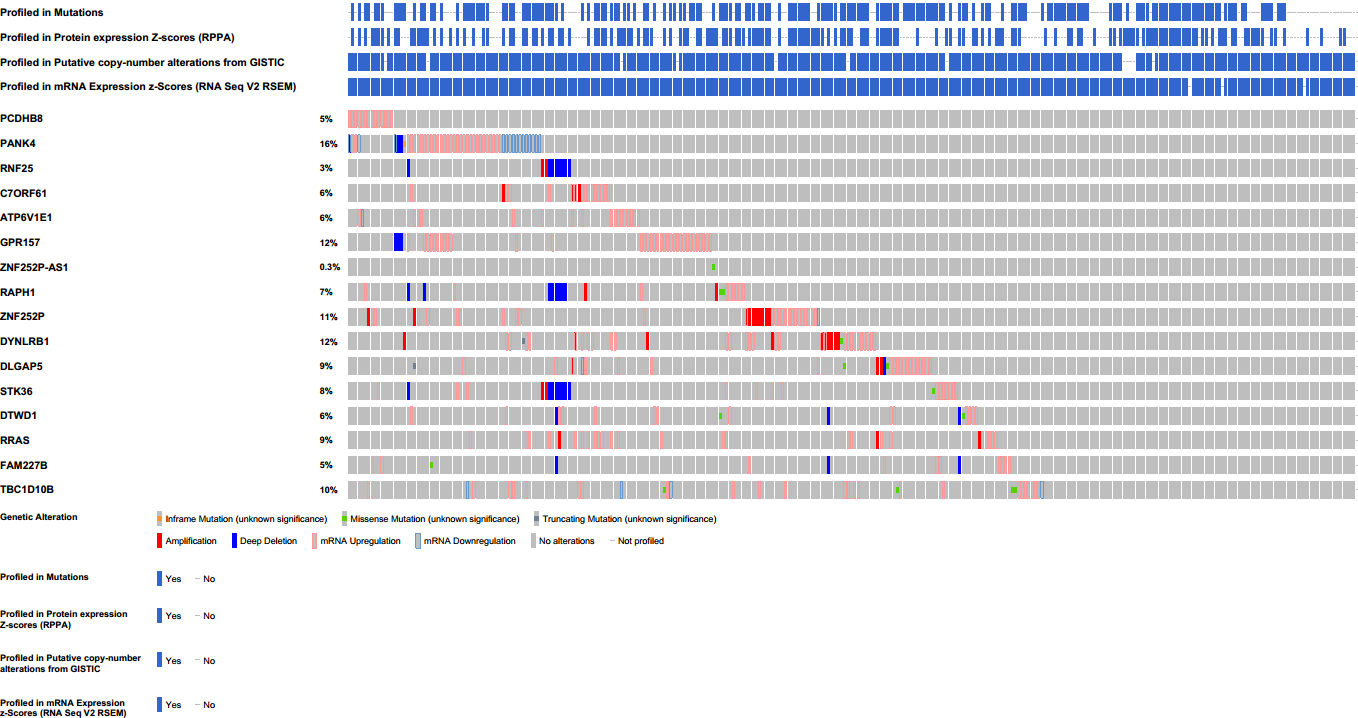 Profiled in Mutations
Profiled in Protein expression Z-scores (RPPA)
Profiled in Putative copy-number alterations from GISTIC
Profiled in mRNA Expression z-Scores (RNA Seq V2 RSEM)
PCDHB8 5%
PANK4 16%
RNF25 3%
C7ORF61 6%
ATP6V1E1 6%
GPR157 12%
ZNF252P-AS1 0.3%
RAPH1 7%
ZNF252P 11%
DYNLRB1 12%
DLGAP5 9%
STK36 8%
DTWD1 6%
RRAS 9%
FAM227B 5%
TBC1D10B 10%
Genetic Alteration Inframe Mutation (unknown significance) Missense Mutation (unknown significance) Truncating Mutation (unknown significance)
Amplification Deep Deletion mRNA Upregulation mRNA Downregulation No alterations Not profiled
Profiled in Mutations Yes No
Profiled in Protein expression
Z-scores (RPPA) Yes No
Profiled in Putative copy-number
alterations from GISTIC Yes No
Profiled in mRNA Expression
z-Scores (RNA Seq V2 RSEM) Yes No